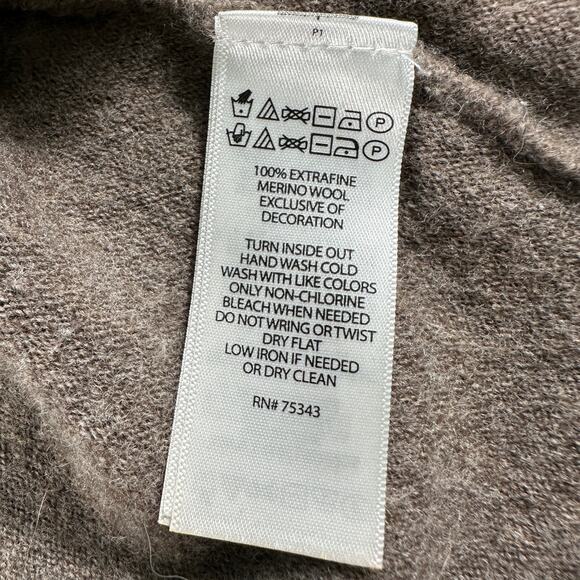 P1
100% EXTRAFINE
MERINO WOOL
EXCLUSIVE OF
DECORATION
TURN INSIDE OUT
HAND WASH COLD
WASH WITH LIKE COLORS
ONLY NON-CHLORINE
BLEACH WHEN NEEDED
DO NOT WRING OR TWIST
DRY FLAT
LOW IRON IF NEEDED
OR DRY CLEAN
RN# 75343